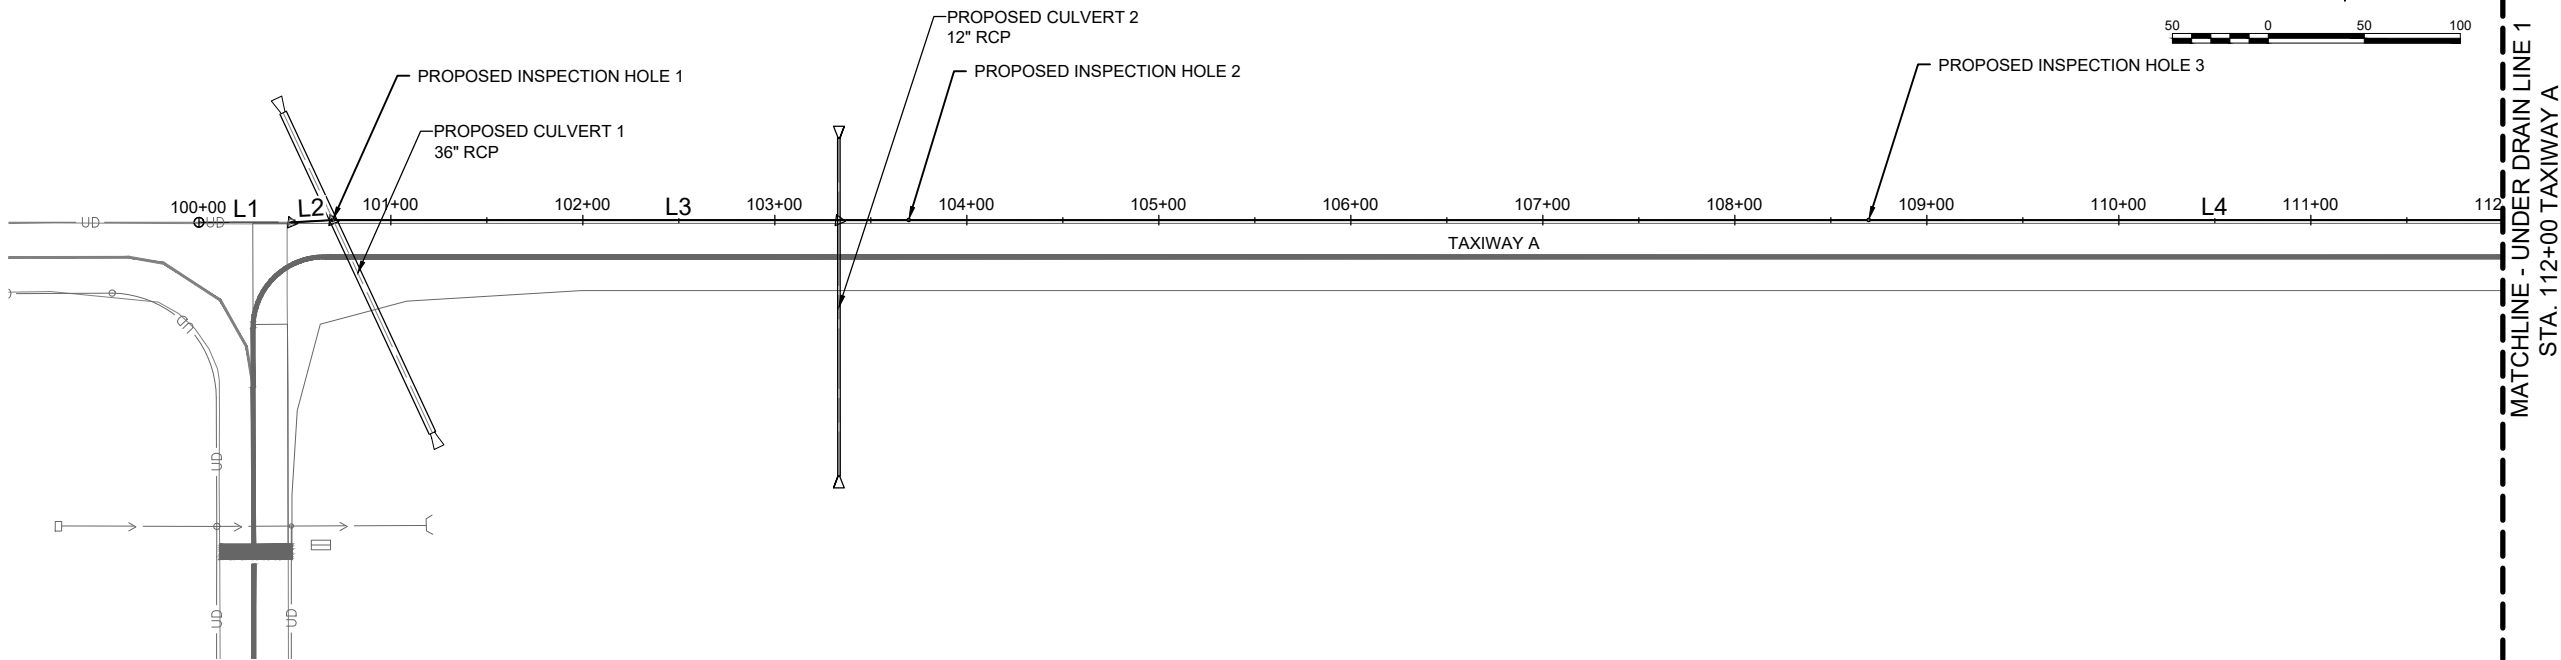 PROPOSED CULVERT 2
12" RCP
50 0 50 100
PROPOSED INSPECTION HOLE 1
PROPOSED INSPECTION HOLE 2
PROPOSED INSPECTION HOLE 3
PROPOSED CULVERT 1
36" RCP
100+00 L1 L2 101+00 102+00 L3 103+00 104+00 105+00 106+00 107+00 108+00 109+00 110+00 L4 111+00 112
UD UD
TAXIWAY A
UD
UD
UD UD
MATCHLINE - UNDER DRAIN LINE 1
STA. 112+00 TAXIWAY A